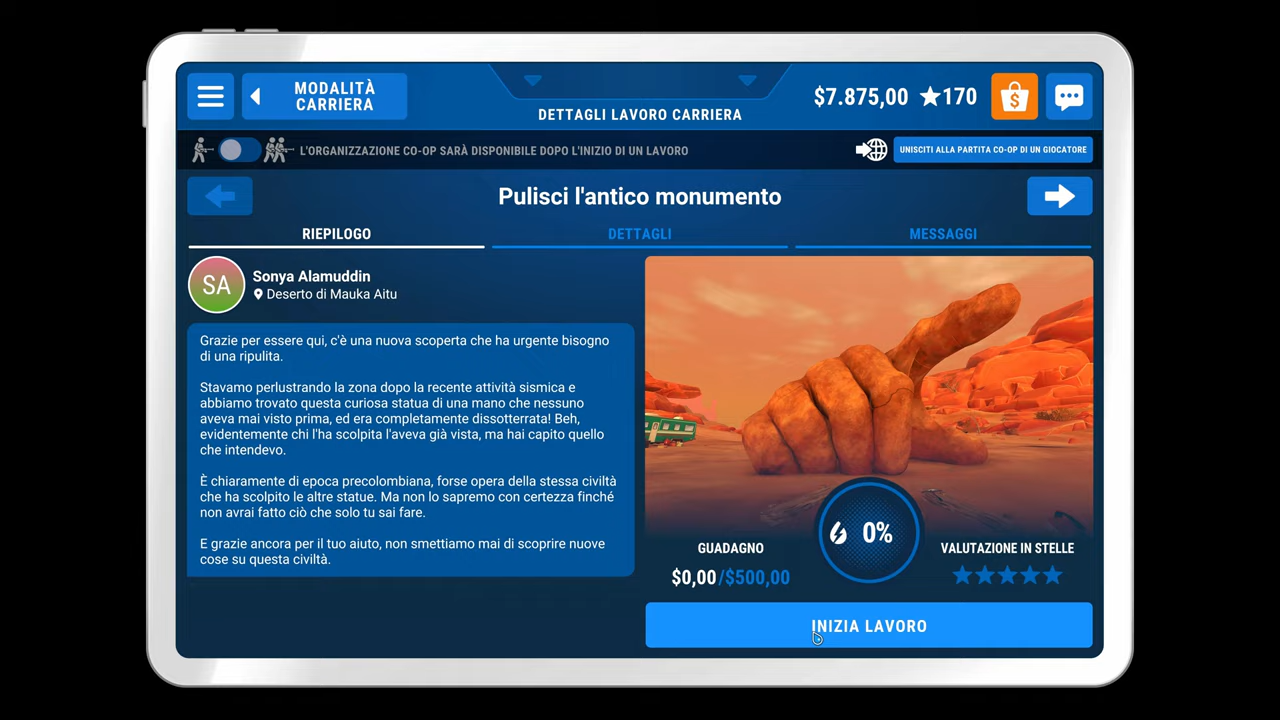 MODALITÀ
CARRIERA
DETTAGLI LAVORO CARRIERA
$7.875,00 ★170
$
L'ORGANIZZAZIONE CO-OP SARÀ DISPONIBILE DOPO L'INIZIO DI UN LAVORO
UNISCITI ALLA PARTITA CO-OP DI UN GIOCATORE
Pulisci l'antico monumento
RIEPILOGO
DETTAGLI
MESSAGGI
SA
Sonya Alamuddin
Deserto di Mauka Aitu
Grazie per essere qui, c'è una nuova scoperta che ha urgente bisogno
di una ripulita.
Stavamo perlustrando la zona dopo la recente attività sismica e
abbiamo trovato questa curiosa statua di una mano che nessuno
aveva mai visto prima, ed era completamente dissotterrata! Beh,
evidentemente chi l'ha scolpita l'aveva già vista, ma hai capito quello
che intendevo.
È chiaramente di epoca precolombiana, forse opera della stessa civiltà
che ha scolpito le altre statue. Ma non lo sapremo con certezza finché
non avrai fatto ciò che solo tu sai fare.
E grazie ancora per il tuo aiuto, non smettiamo mai di scoprire nuove
cose su questa civiltà.
0%
GUADAGNO
$0,00/$500,00
VALUTAZIONE IN STELLE
INIZIA LAVORO